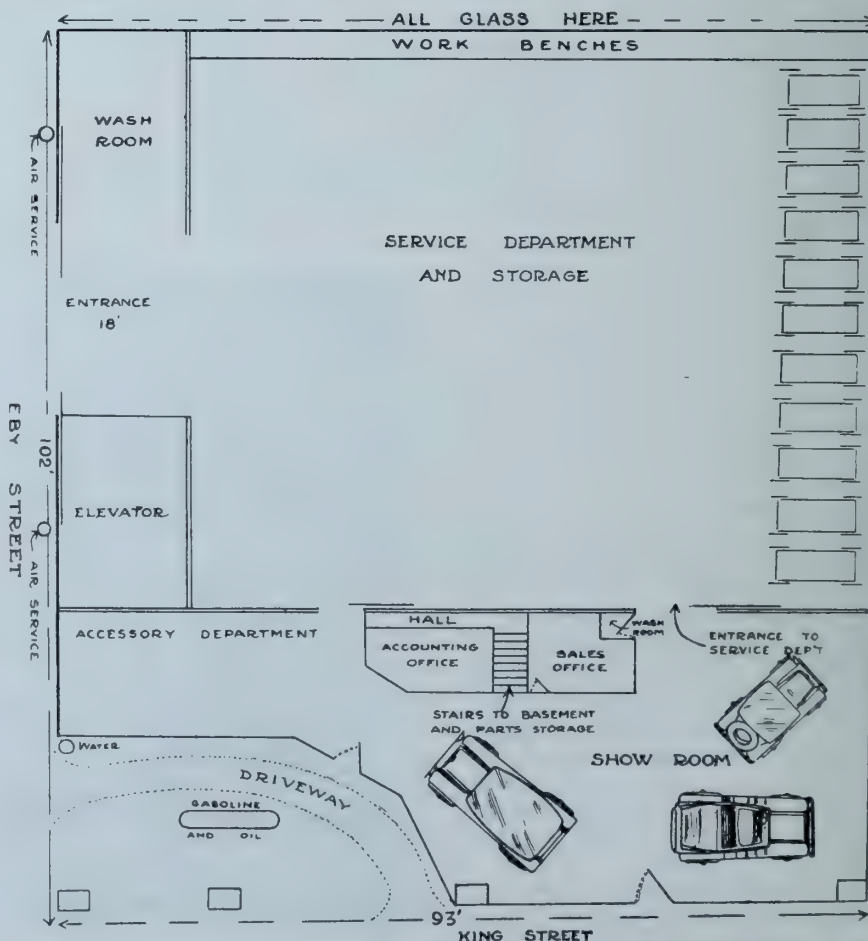 ALL GLASS HERE
WORK BENCHES
WASH
ROOM
AIR SERVICE
SERVICE DEPARTMENT
AND STORAGE
ENTRANCE
18'
EBY STREET
102'
ELEVATOR
AIR SERVICE
ACCESSORY DEPARTMENT
HALL
ACCOUNTING
OFFICE
SALES
OFFICE
WASH
ROOM
ENTRANCE TO
SERVICE DEP'T
STAIRS TO BASEMENT
AND PARTS STORAGE
WATER
DRIVEWAY
SHOW ROOM
GASOLINE
AND OIL
93'
KING STREET